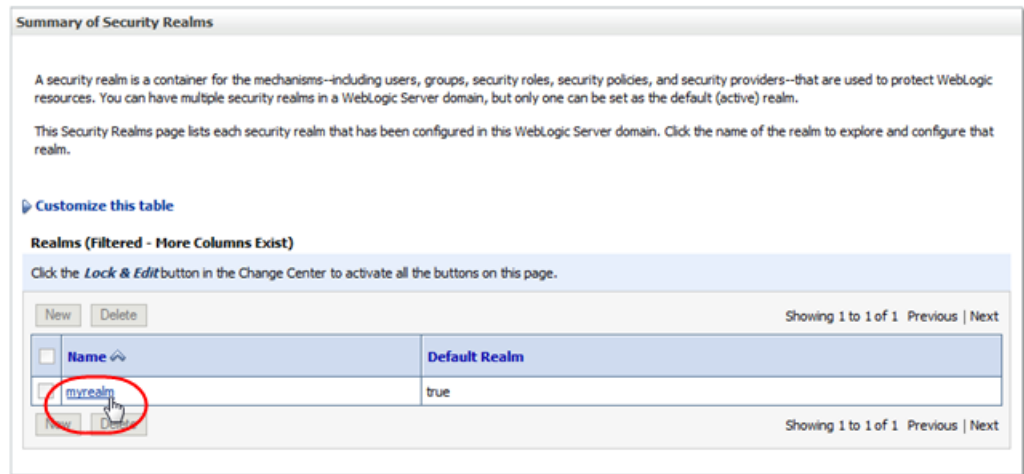 Summary of Security Realms
A security realm is a container for the mechanisms--including users, groups, security roles, security policies, and security providers--that are used to protect WebLogic
resources. You can have multiple security realms in a WebLogic Server domain, but only one can be set as the default (active) realm.
This Security Realms page lists each security realm that has been configured in this WebLogic Server domain. Click the name of the realm to explore and configure that
realm.
Customize this table
Realms (Filtered - More Columns Exist)
Click the Lock & Edit button in the Change Center to activate all the buttons on this page.
New Delete Showing 1 to 1 of 1 Previous | Next
Name Default Realm
myrealm true
New Delete Showing 1 to 1 of 1 Previous | Next